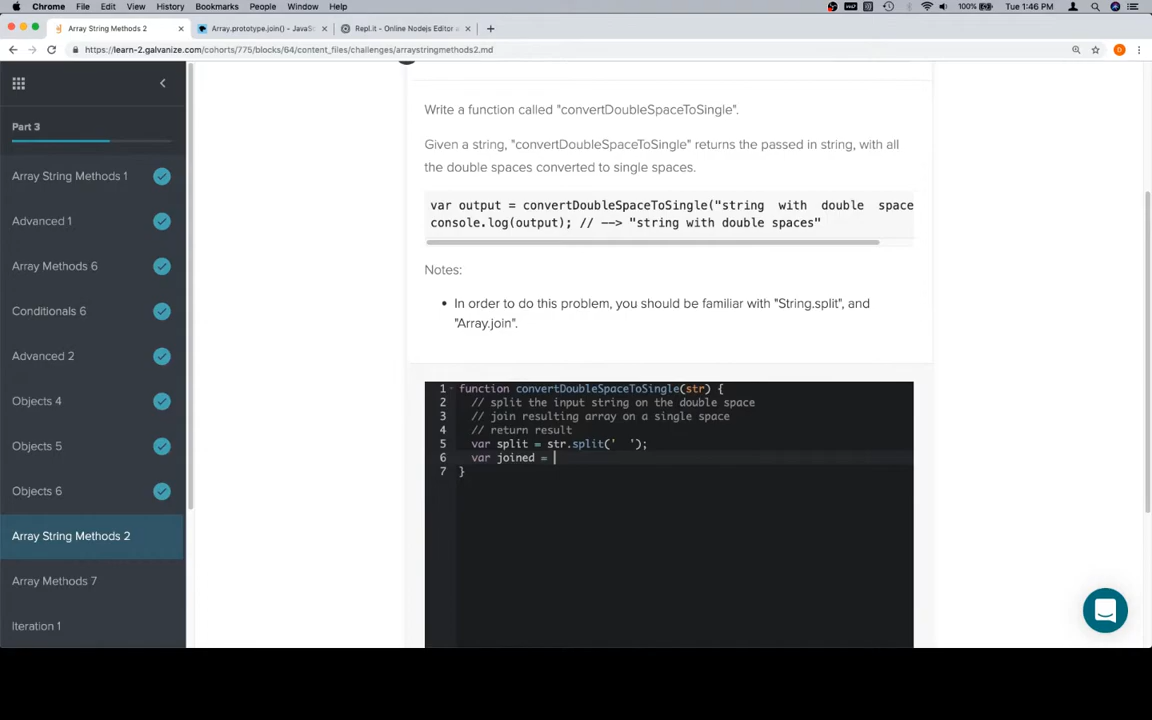 Chrome File Edit View History Bookmarks People Window Help 100% Tue 1:46 PM
Array String Methods 2 Array.prototype.join() - JavaSc Repl.it - Online Nodejs Editor a
https://learn-2.galvanize.com/cohorts/775/blocks/64/content_files/challenges/arraystringmethods2.md
Part 3
Array String Methods 1
Advanced 1
Array Methods 6
Conditionals 6
Advanced 2
Objects 4
Objects 5
Objects 6
Array String Methods 2
Array Methods 7
Iteration 1
Write a function called "convertDoubleSpaceToSingle".
Given a string, "convertDoubleSpaceToSingle" returns the passed in string, with all
the double spaces converted to single spaces.
var output = convertDoubleSpaceToSingle("string  with  double  space
console.log(output); // --> "string with double spaces"
Notes:
• In order to do this problem, you should be familiar with "String.split", and
"Array.join".
1 function convertDoubleSpaceToSingle(str) {
2 // split the input string on the double space
3 // join resulting array on a single space
4 // return result
5 var split = str.split('  ');
6 var joined =
7 }